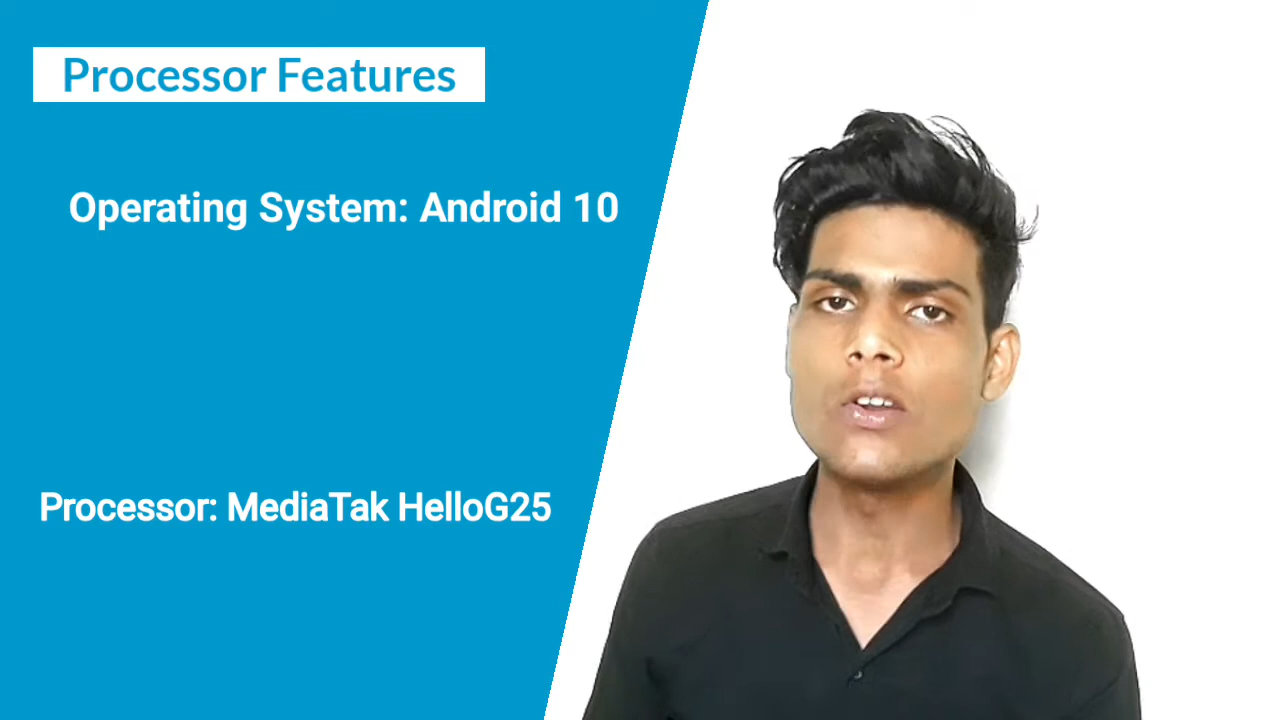 Processor Features
Operating System: Android 10
Processor: MediaTak HelloG25